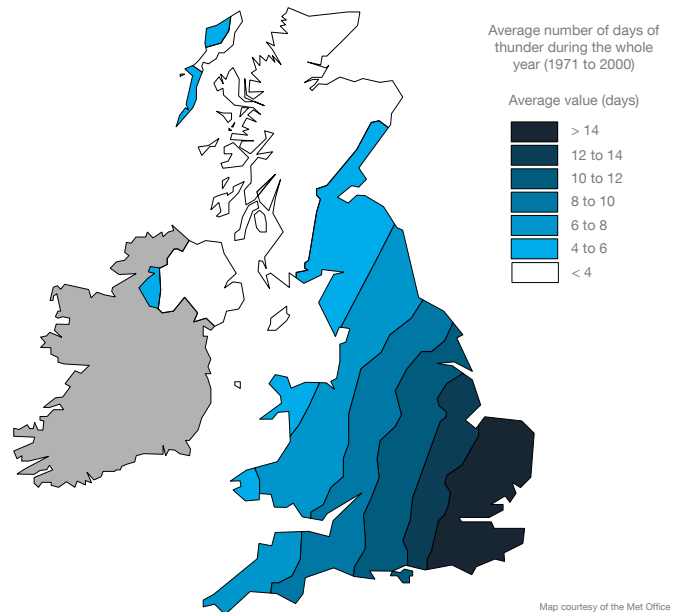 Average number of days of
thunder during the whole
year (1971 to 2000)
Average value (days)
> 14
12 to 14
10 to 12
8 to 10
6 to 8
4 to 6
< 4
Map courtesy of the Met Office